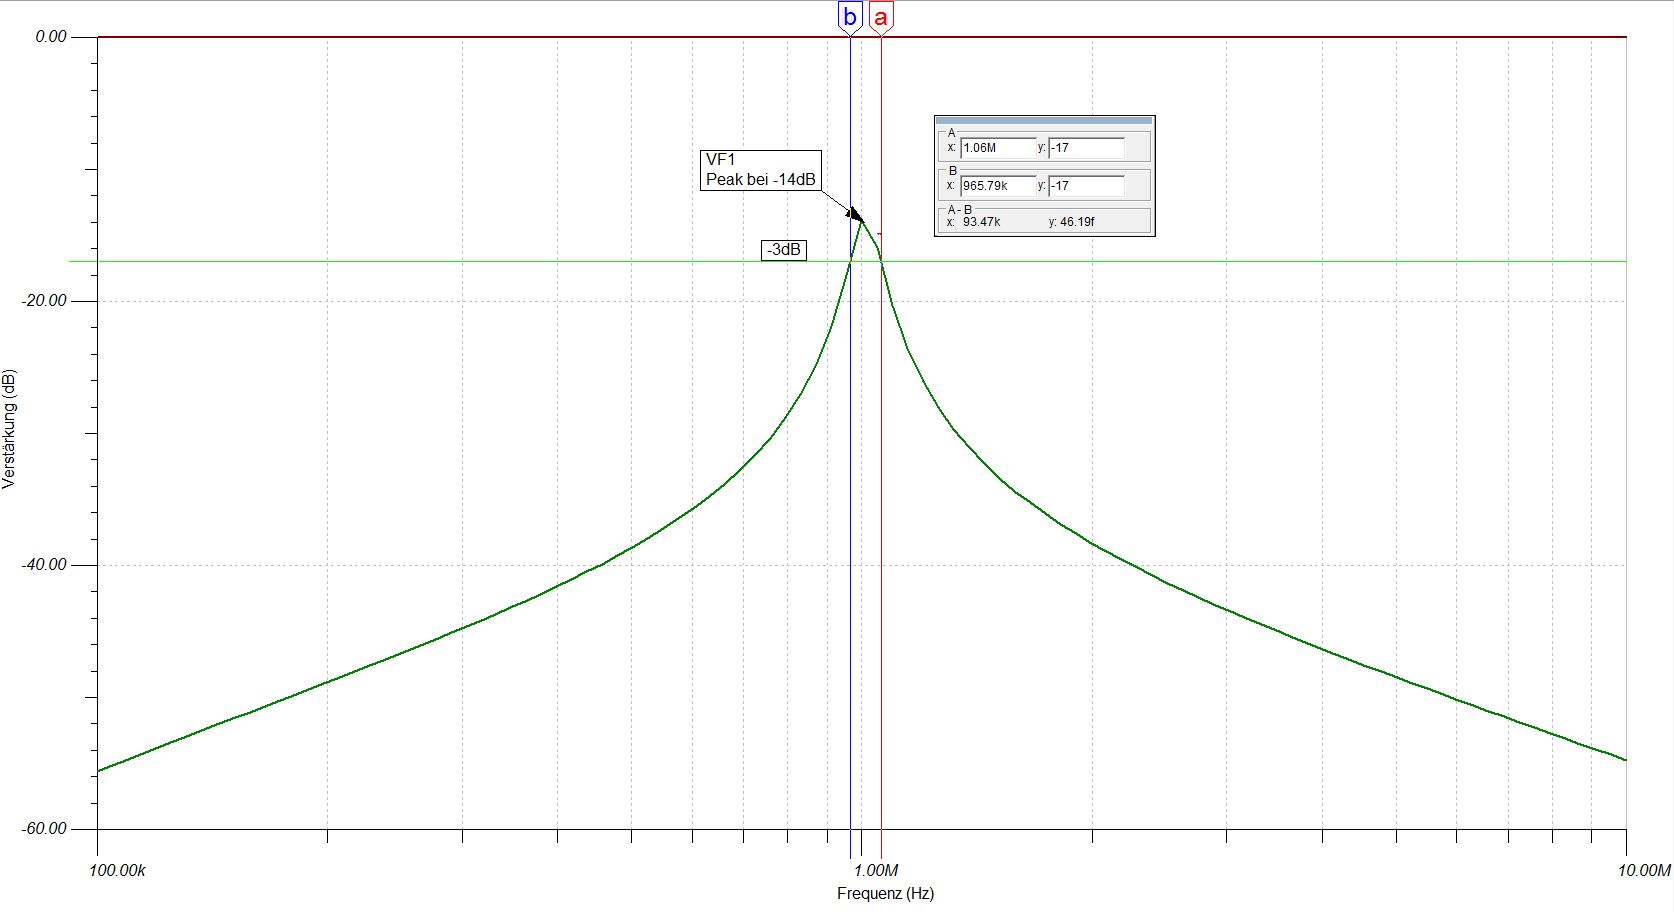 b a
0.00
VF1
Peak bei -14dB
A
x: 1.06M y: -17
B
x: 965.79k y: -17
A - B
x: 93.47k y: 46.19f
-3dB
-20.00
Verstärkung (dB)
-40.00
-60.00
100.00k 1.00M 10.00M
Frequenz (Hz)